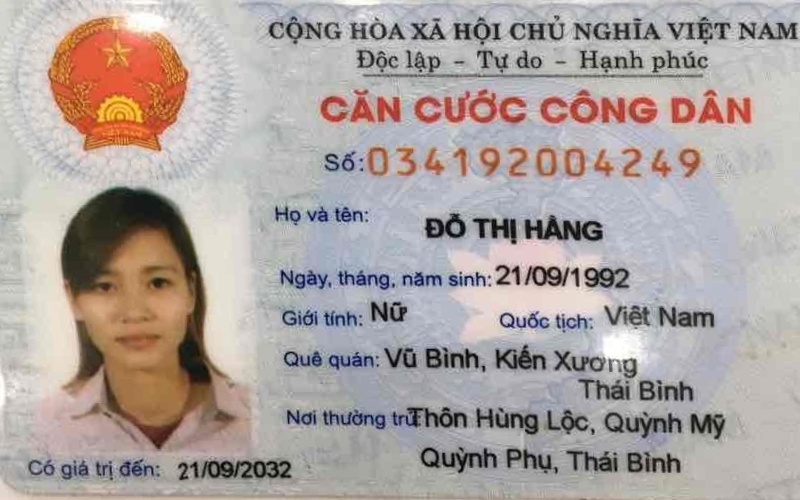 CỘNG HÒA XÃ HỘI CHỦ NGHĨA VIỆT NAM
Độc lập - Tự do - Hạnh phúc
CĂN CƯỚC CÔNG DÂN
Số: 034192004249
Họ và tên:
ĐỖ THỊ HẰNG
Ngày, tháng, năm sinh: 21/09/1992
Giới tính: Nữ Quốc tịch: Việt Nam
Quê quán: Vũ Bình, Kiến Xương
Thái Bình
Nơi thường trú: Thôn Hùng Lộc, Quỳnh Mỹ
Quỳnh Phụ, Thái Bình
Có giá trị đến: 21/09/2032